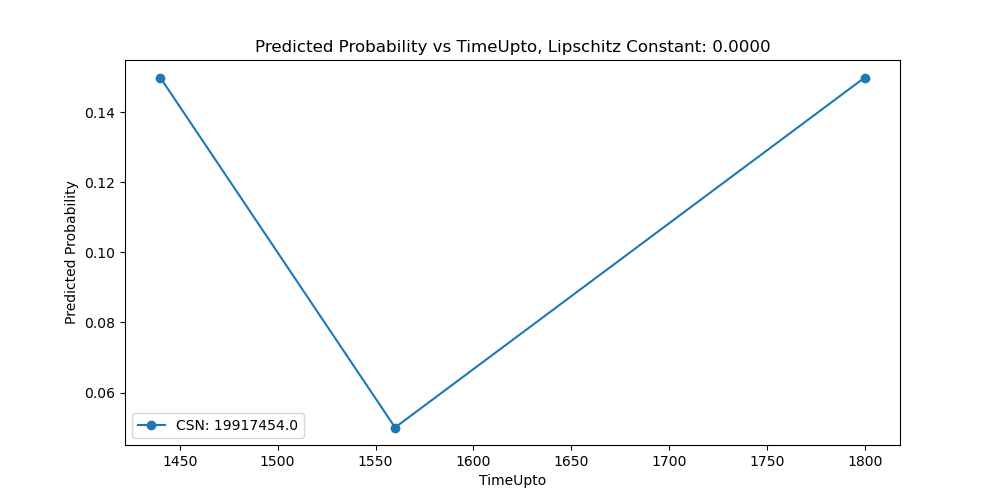 Predicted Probability vs TimeUpto, Lipschitz Constant: 0.0000
Predicted Probability
0.14
0.12
0.10
0.08
0.06
CSN: 19917454.0
1450 1500 1550 1600 1650 1700 1750 1800
TimeUpto